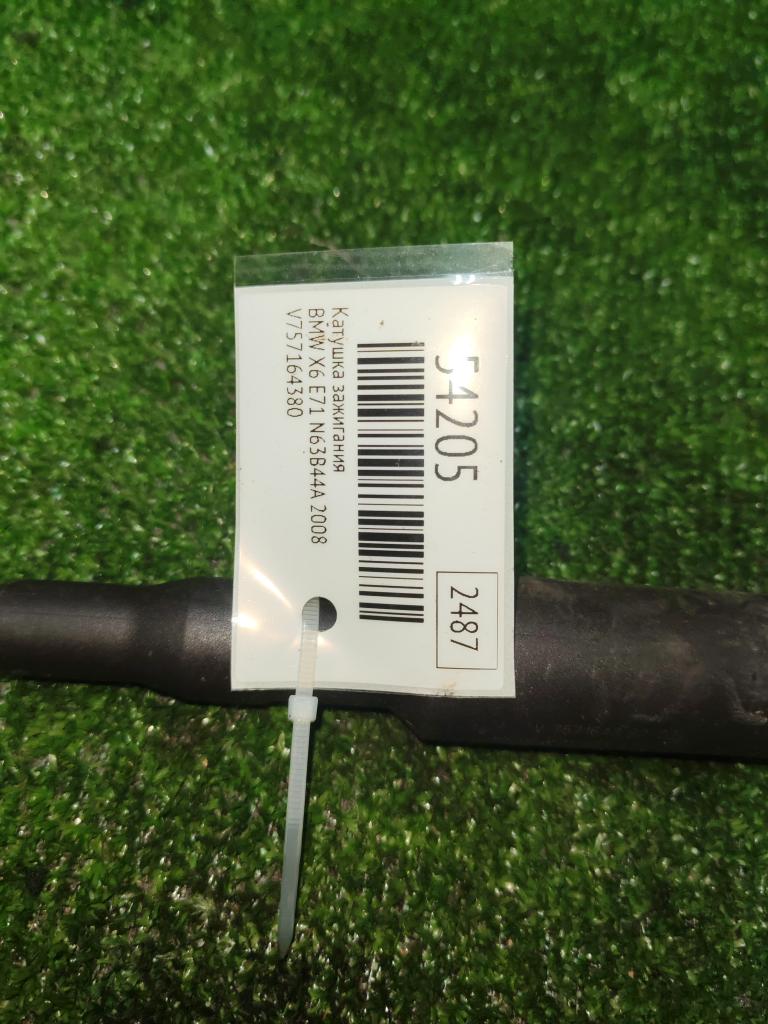 54205
2487
Катушка зажигания
BMW X6 E71 N63B44A 2008
V757164380